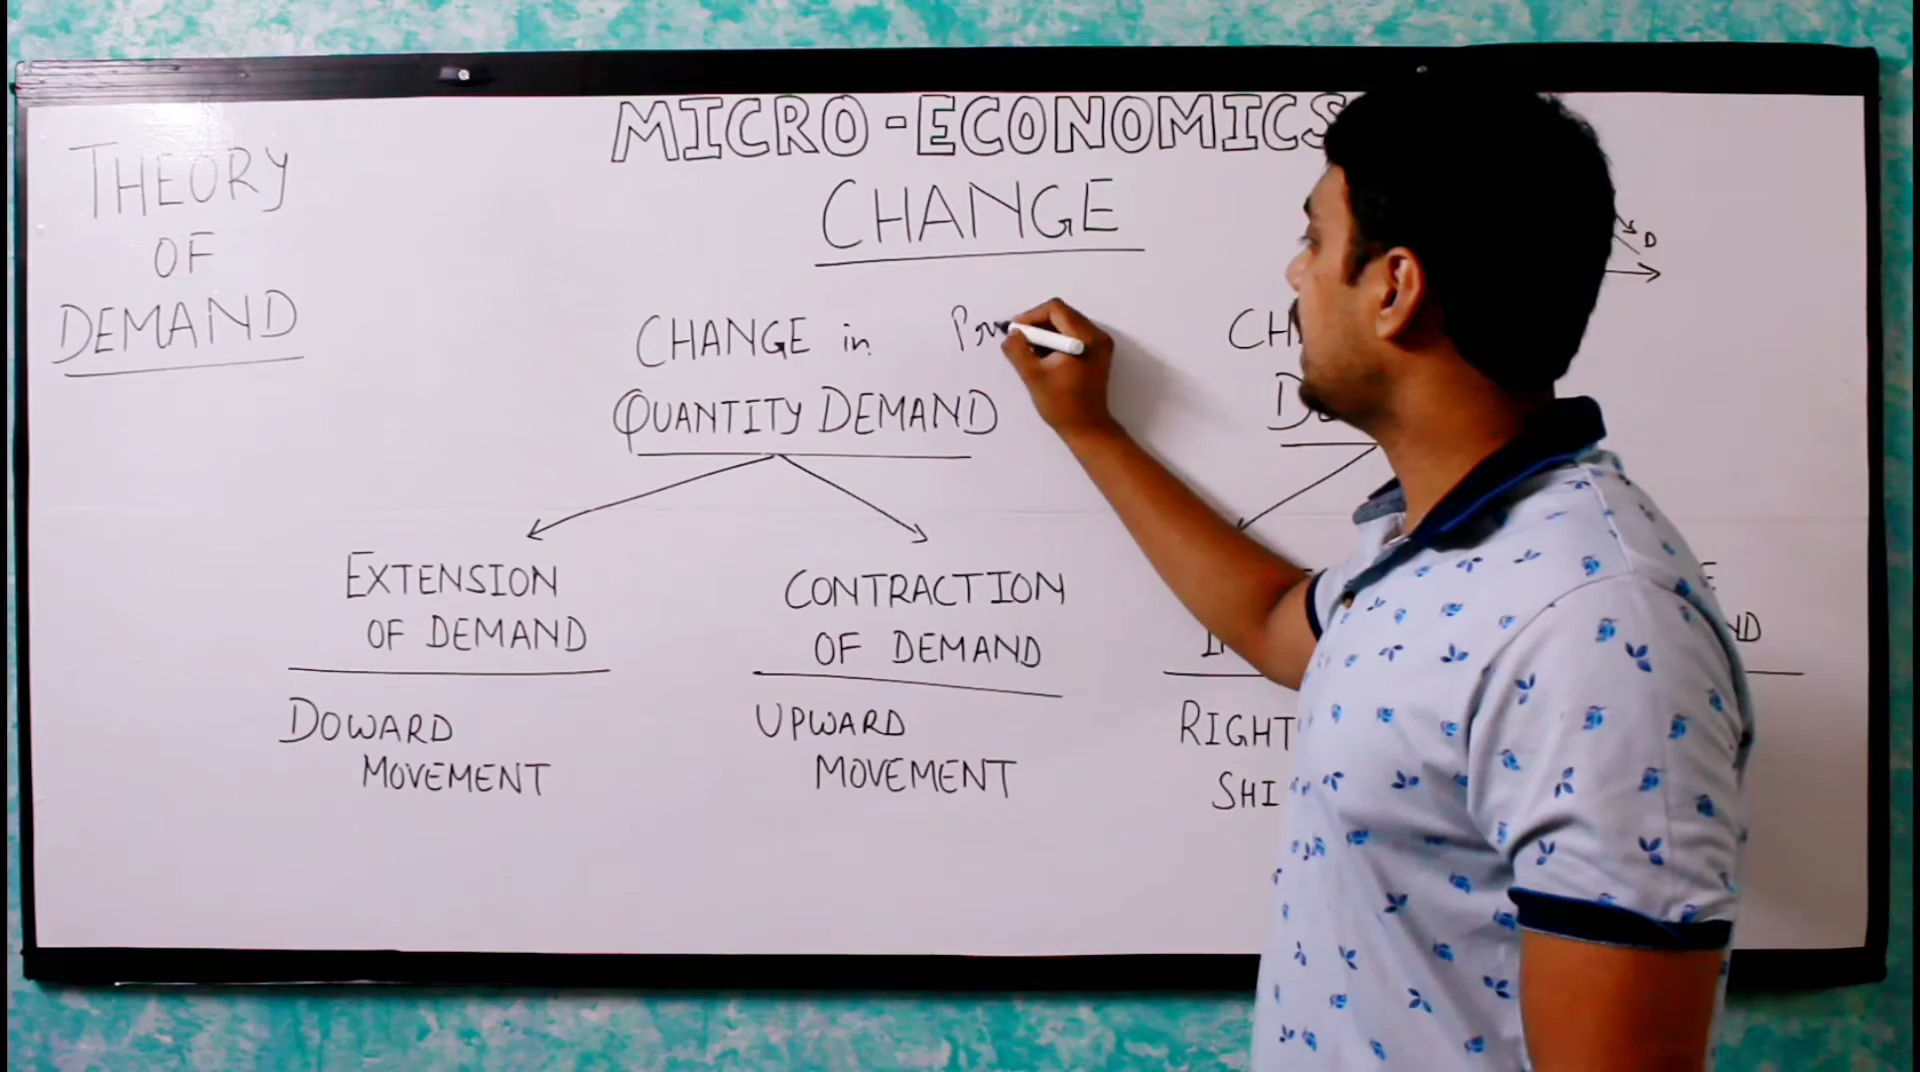 MICRO-ECONOMICS
THEORY
OF
DEMAND
CHANGE
CHANGE in
QUANTITY DEMAND
EXTENSION
OF DEMAND
DOWARD
MOVEMENT
CONTRACTION
OF DEMAND
UPWARD
MOVEMENT
RIGHT
SHI
D